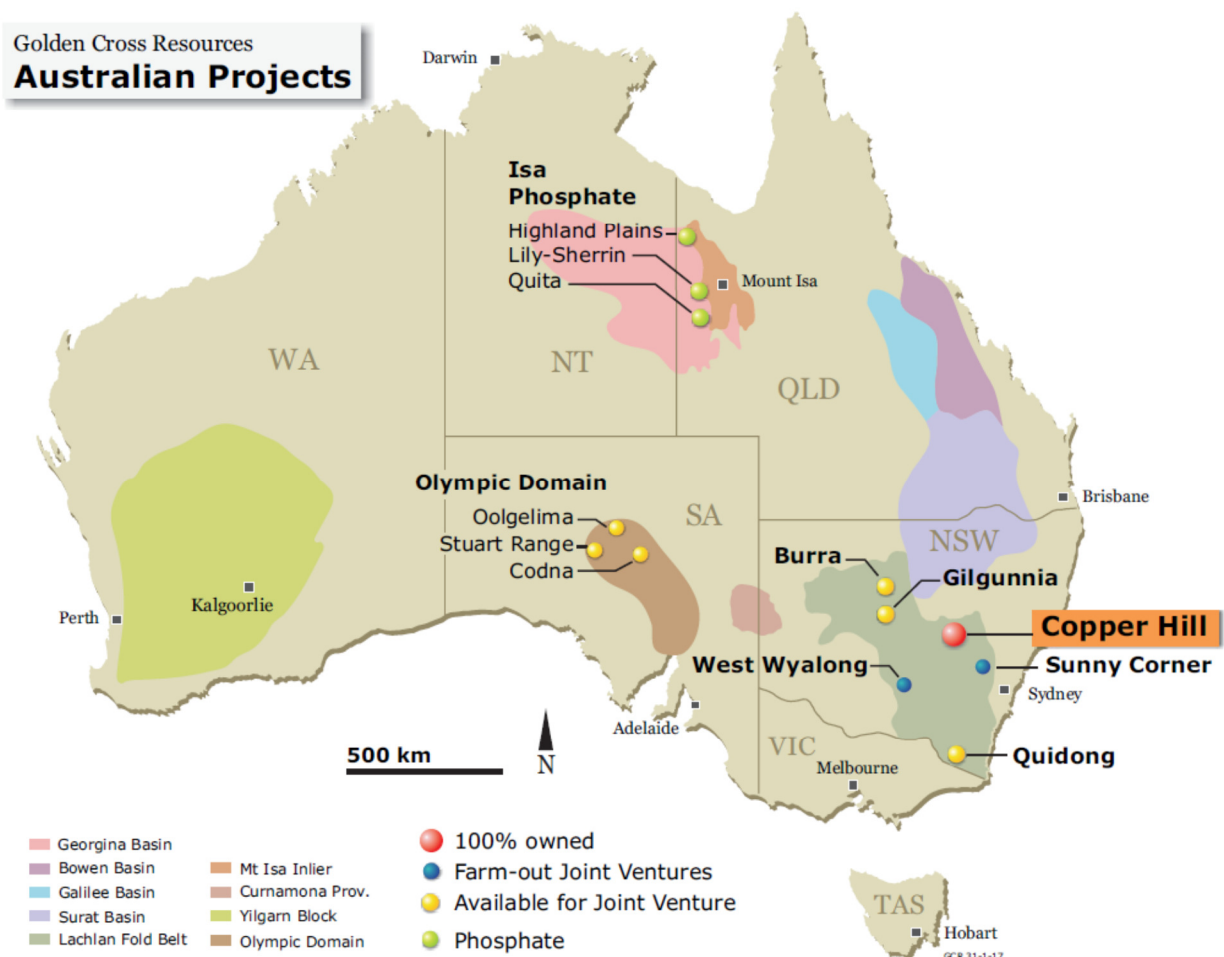 Golden Cross Resources
Australian Projects
Darwin
Isa
Phosphate
Highland Plains
Lily-Sherrin
Quita
Mount Isa
WA
NT
QLD
Olympic Domain
Oolgelima
Stuart Range
Codna
SA
Brisbane
NSW
Burra
Gilgunnia
Kalgoorlie
Perth
Copper Hill
West Wyalong
Sunny Corner
Sydney
Adelaide
500 km
N
VIC
Melbourne
Quidong
Georgina Basin
Bowen Basin
Galilee Basin
Surat Basin
Lachlan Fold Belt
Mt Isa Inlier
Curnamona Prov.
Yilgarn Block
Olympic Domain
100% owned
Farm-out Joint Ventures
Available for Joint Venture
Phosphate
TAS
Hobart